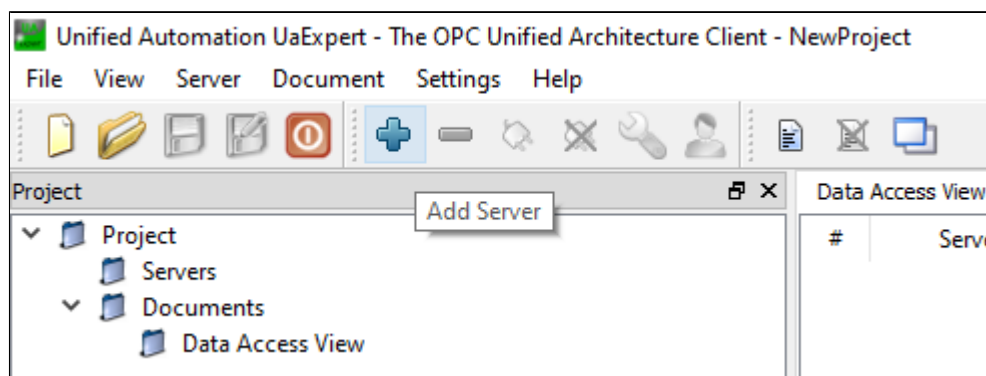 Unified Automation UaExpert - The OPC Unified Architecture Client - NewProject
File View Server Document Settings Help
Project
Add Server
Data Access View
Project
#
Servers
Documents
Data Access View